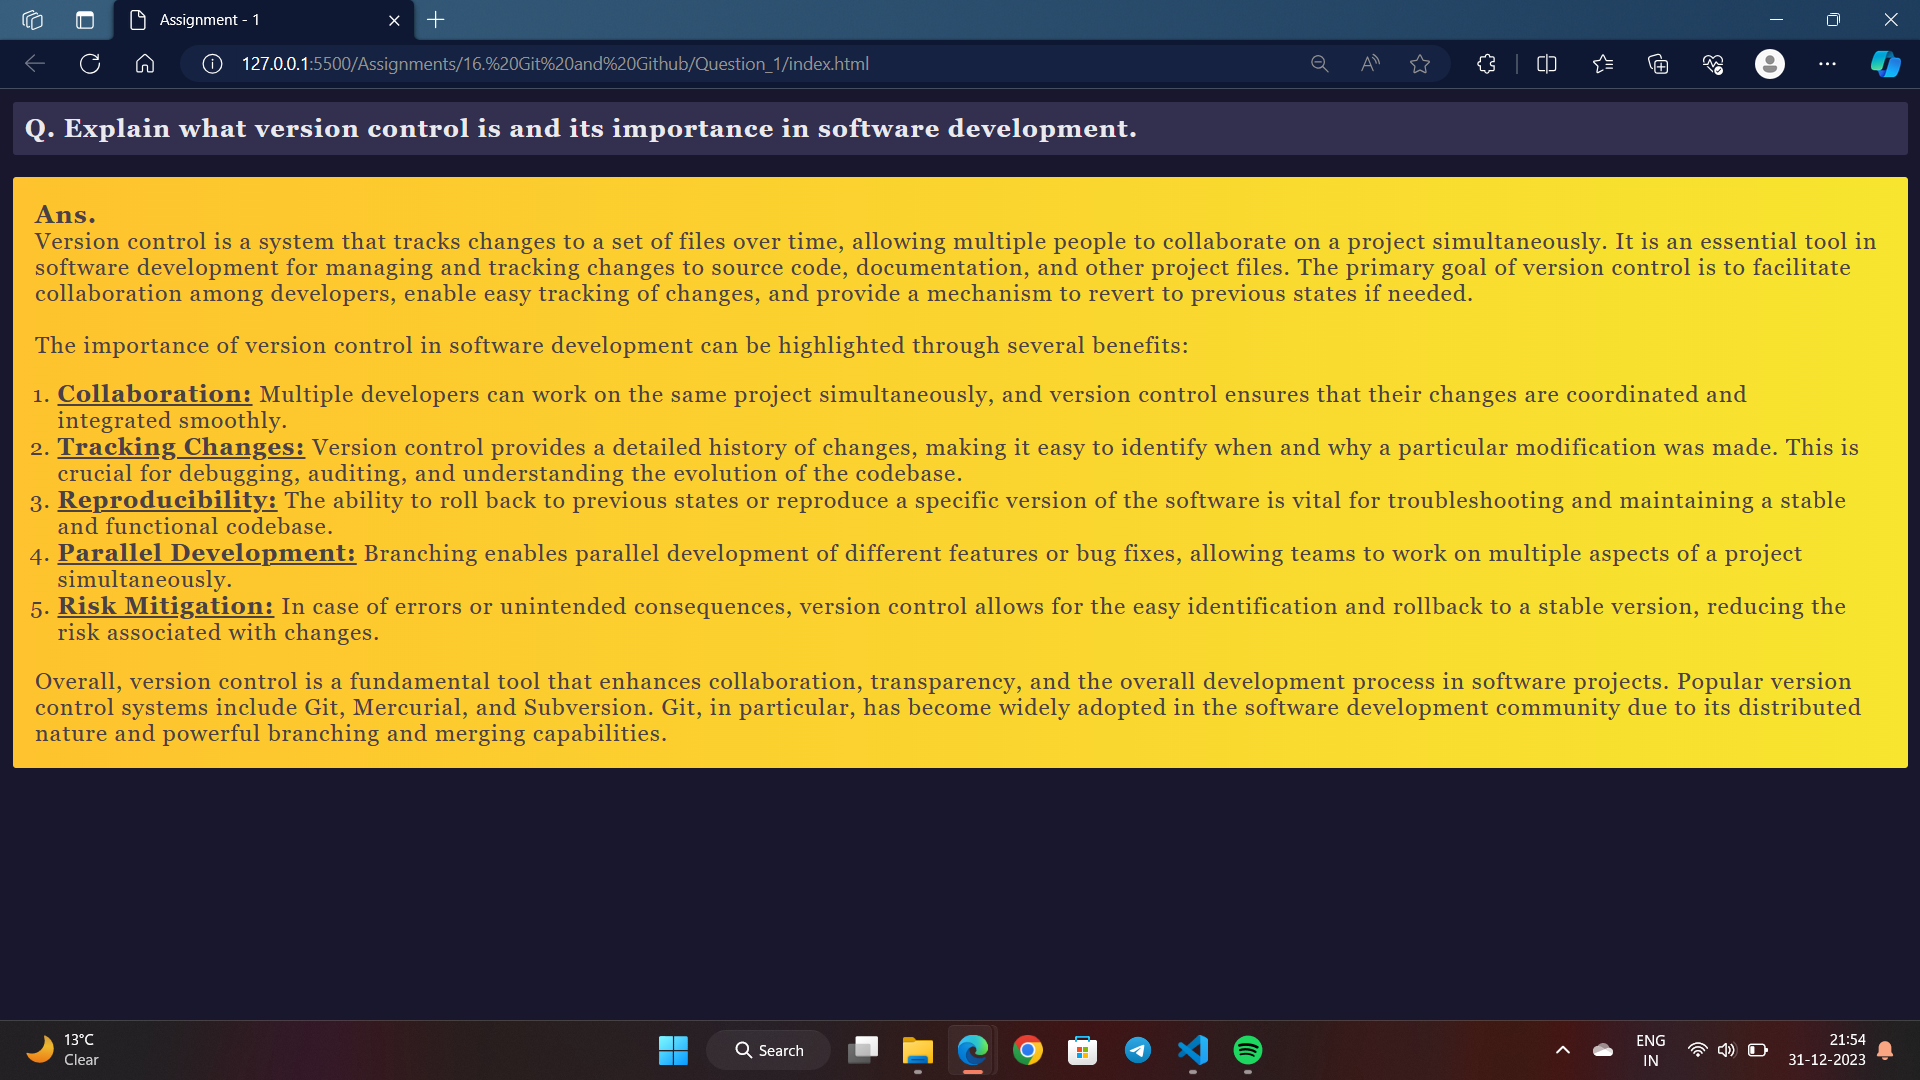 Assignment - 1
127.0.0.1:5500/Assignments/16.%20Git%20and%20Github/Question_1/index.html
Q. Explain what version control is and its importance in software development.
Ans.
Version control is a system that tracks changes to a set of files over time, allowing multiple people to collaborate on a project simultaneously. It is an essential tool in
software development for managing and tracking changes to source code, documentation, and other project files. The primary goal of version control is to facilitate
collaboration among developers, enable easy tracking of changes, and provide a mechanism to revert to previous states if needed.
The importance of version control in software development can be highlighted through several benefits:
1. Collaboration: Multiple developers can work on the same project simultaneously, and version control ensures that their changes are coordinated and
integrated smoothly.
2. Tracking Changes: Version control provides a detailed history of changes, making it easy to identify when and why a particular modification was made. This is
crucial for debugging, auditing, and understanding the evolution of the codebase.
3. Reproducibility: The ability to roll back to previous states or reproduce a specific version of the software is vital for troubleshooting and maintaining a stable
and functional codebase.
4. Parallel Development: Branching enables parallel development of different features or bug fixes, allowing teams to work on multiple aspects of a project
simultaneously.
5. Risk Mitigation: In case of errors or unintended consequences, version control allows for the easy identification and rollback to a stable version, reducing the
risk associated with changes.
Overall, version control is a fundamental tool that enhances collaboration, transparency, and the overall development process in software projects. Popular version
control systems include Git, Mercurial, and Subversion. Git, in particular, has become widely adopted in the software development community due to its distributed
nature and powerful branching and merging capabilities.
13°C
Clear
Search
ENG
IN
21:54
31-12-2023